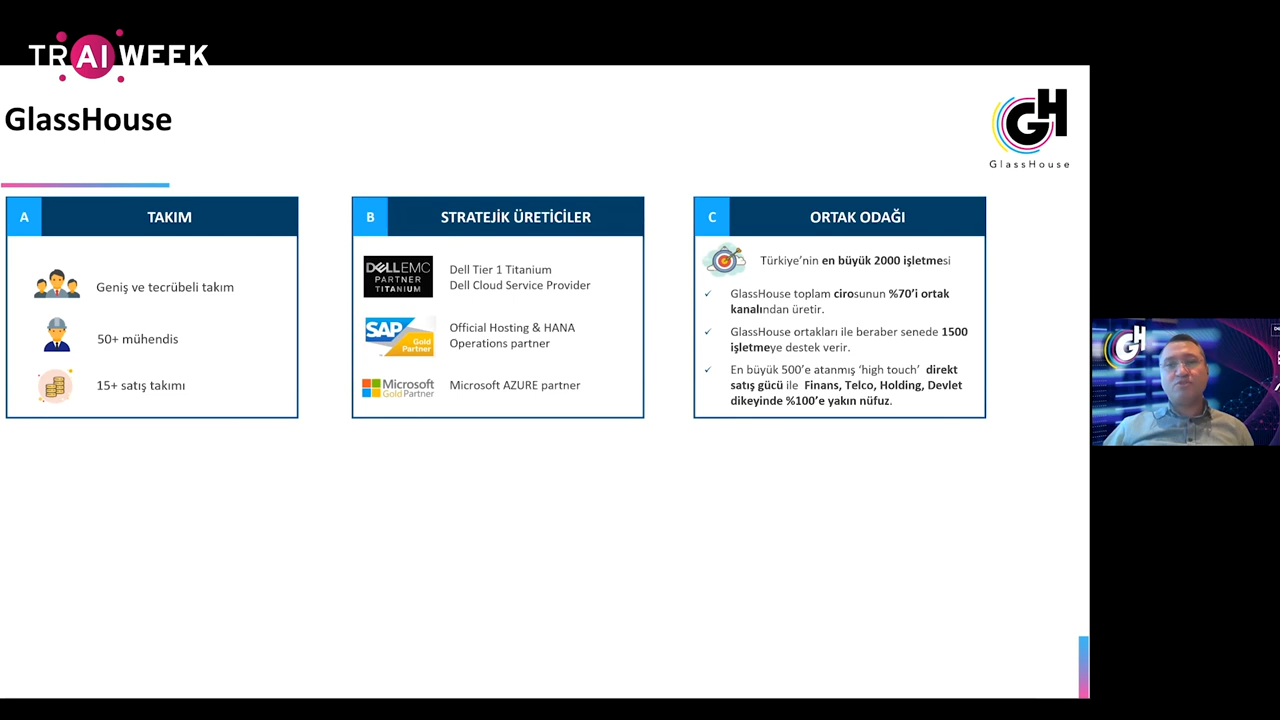 TRAI WEEK
GlassHouse
GH
GlassHouse
A
TAKIM
Geniş ve tecrübeli takım
50+ mühendis
15+ satış takımı
B
STRATEJİK ÜRETİCİLER
DELLEMC
PARTNER
TITANIUM
Dell Tier 1 Titanium
Dell Cloud Service Provider
SAP
Gold
Partner
Official Hosting & HANA
Operations partner
Microsoft
Gold Partner
Microsoft AZURE partner
C
ORTAK ODAĞI
Türkiye’nin en büyük 2000 işletmesi
GlassHouse toplam cirosunun %70’i ortak
kanalından üretir.
GlassHouse ortakları ile beraber senede 1500
işletmeye destek verir.
En büyük 500’e atanmış ‘high touch’ direkt
satış gücü ile Finans, Telco, Holding, Devlet
dikeyinde %100’e yakın nüfuz.
GH